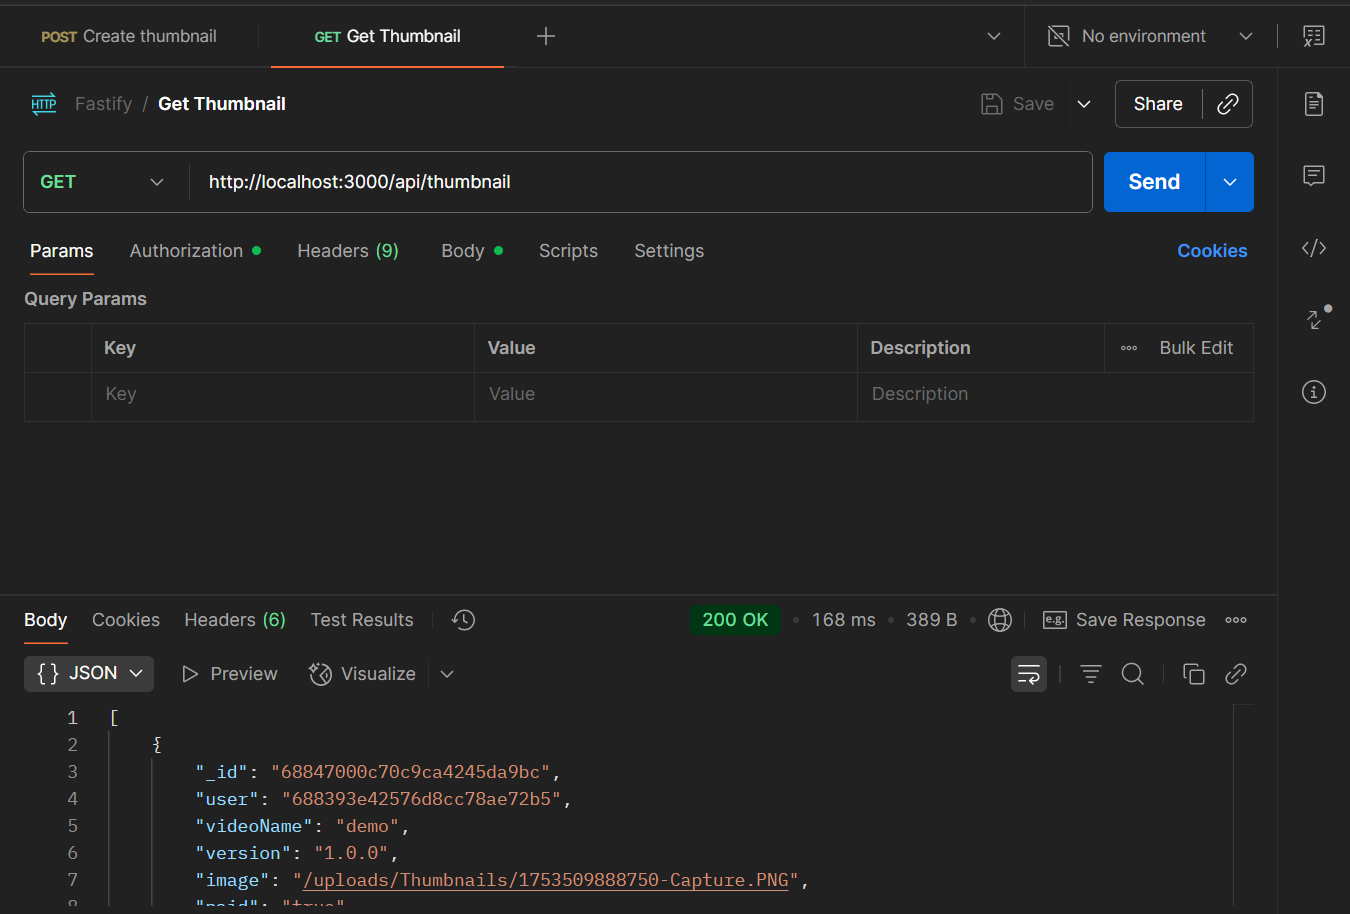 POST Create thumbnail GET Get Thumbnail No environment
HTTP Fastify / Get Thumbnail Save Share
GET http://localhost:3000/api/thumbnail Send
Params Authorization Headers (9) Body Scripts Settings Cookies
Query Params
Key Value Description Bulk Edit
Key Value Description
Body Cookies Headers (6) Test Results 200 OK • 168 ms • 389 B • e.g. Save Response
{} JSON Preview Visualize
1 [
2 {
3 "_id": "68847000c70c9ca4245da9bc",
4 "user": "688393e42576d8cc78ae72b5",
5 "videoName": "demo",
6 "version": "1.0.0",
7 "image": "/uploads/Thumbnails/1753509888750-Capture.PNG",
8 "paid": "true"